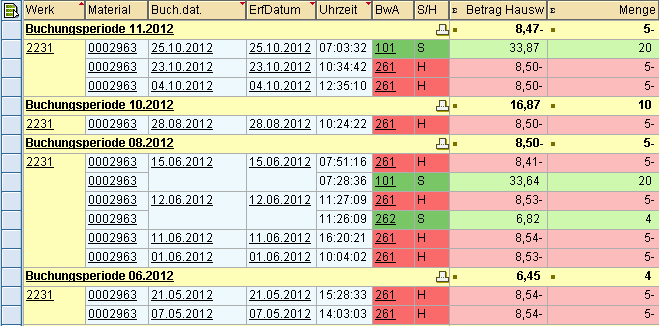 Werk Material Buch.dat. ErfDatum Uhrzeit BwA S/H Σ Betrag Hausw Σ Menge
Buchungsperiode 11.2012 8,47- 5-
2231 0002963 25.10.2012 25.10.2012 07:03:32 101 S 33,87 20
0002963 23.10.2012 23.10.2012 10:34:42 261 H 8,50- 5-
0002963 04.10.2012 04.10.2012 12:35:10 261 H 8,50- 5-
Buchungsperiode 10.2012 16,87 10
2231 0002963 28.08.2012 28.08.2012 10:24:22 261 H 8,50- 5-
Buchungsperiode 08.2012 8,50- 5-
2231 0002963 15.06.2012 15.06.2012 07:51:16 261 H 8,41- 5-
0002963 07:28:36 101 S 33,64 20
0002963 12.06.2012 12.06.2012 11:27:09 261 H 8,53- 5-
0002963 11:26:09 262 S 6,82 4
0002963 11.06.2012 11.06.2012 16:20:21 261 H 8,54- 5-
0002963 01.06.2012 01.06.2012 10:04:02 261 H 8,53- 5-
Buchungsperiode 06.2012 6,45 4
2231 0002963 21.05.2012 21.05.2012 15:28:33 261 H 8,54- 5-
0002963 07.05.2012 07.05.2012 14:03:03 261 H 8,54- 5-